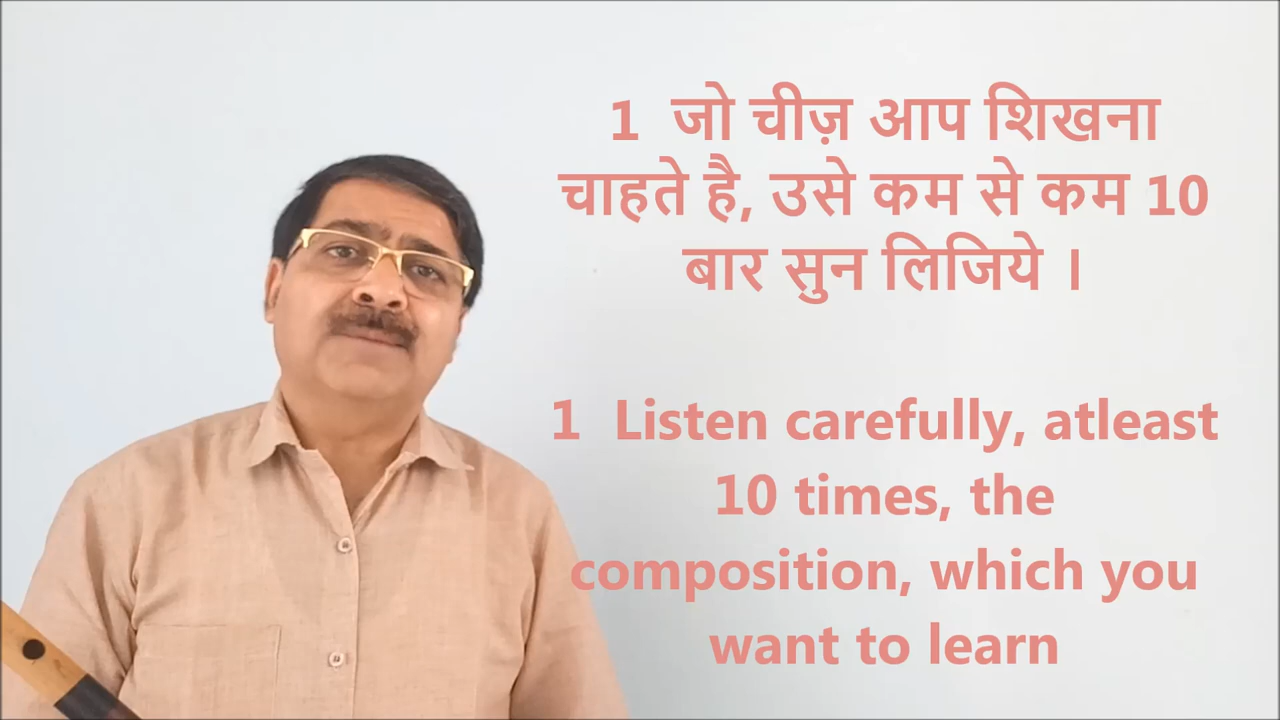 1 जो चीज़ आप शिखना
चाहते है, उसे कम से कम 10
बार सुन लिजिये ।
1 Listen carefully, atleast
10 times, the
composition, which you
want to learn